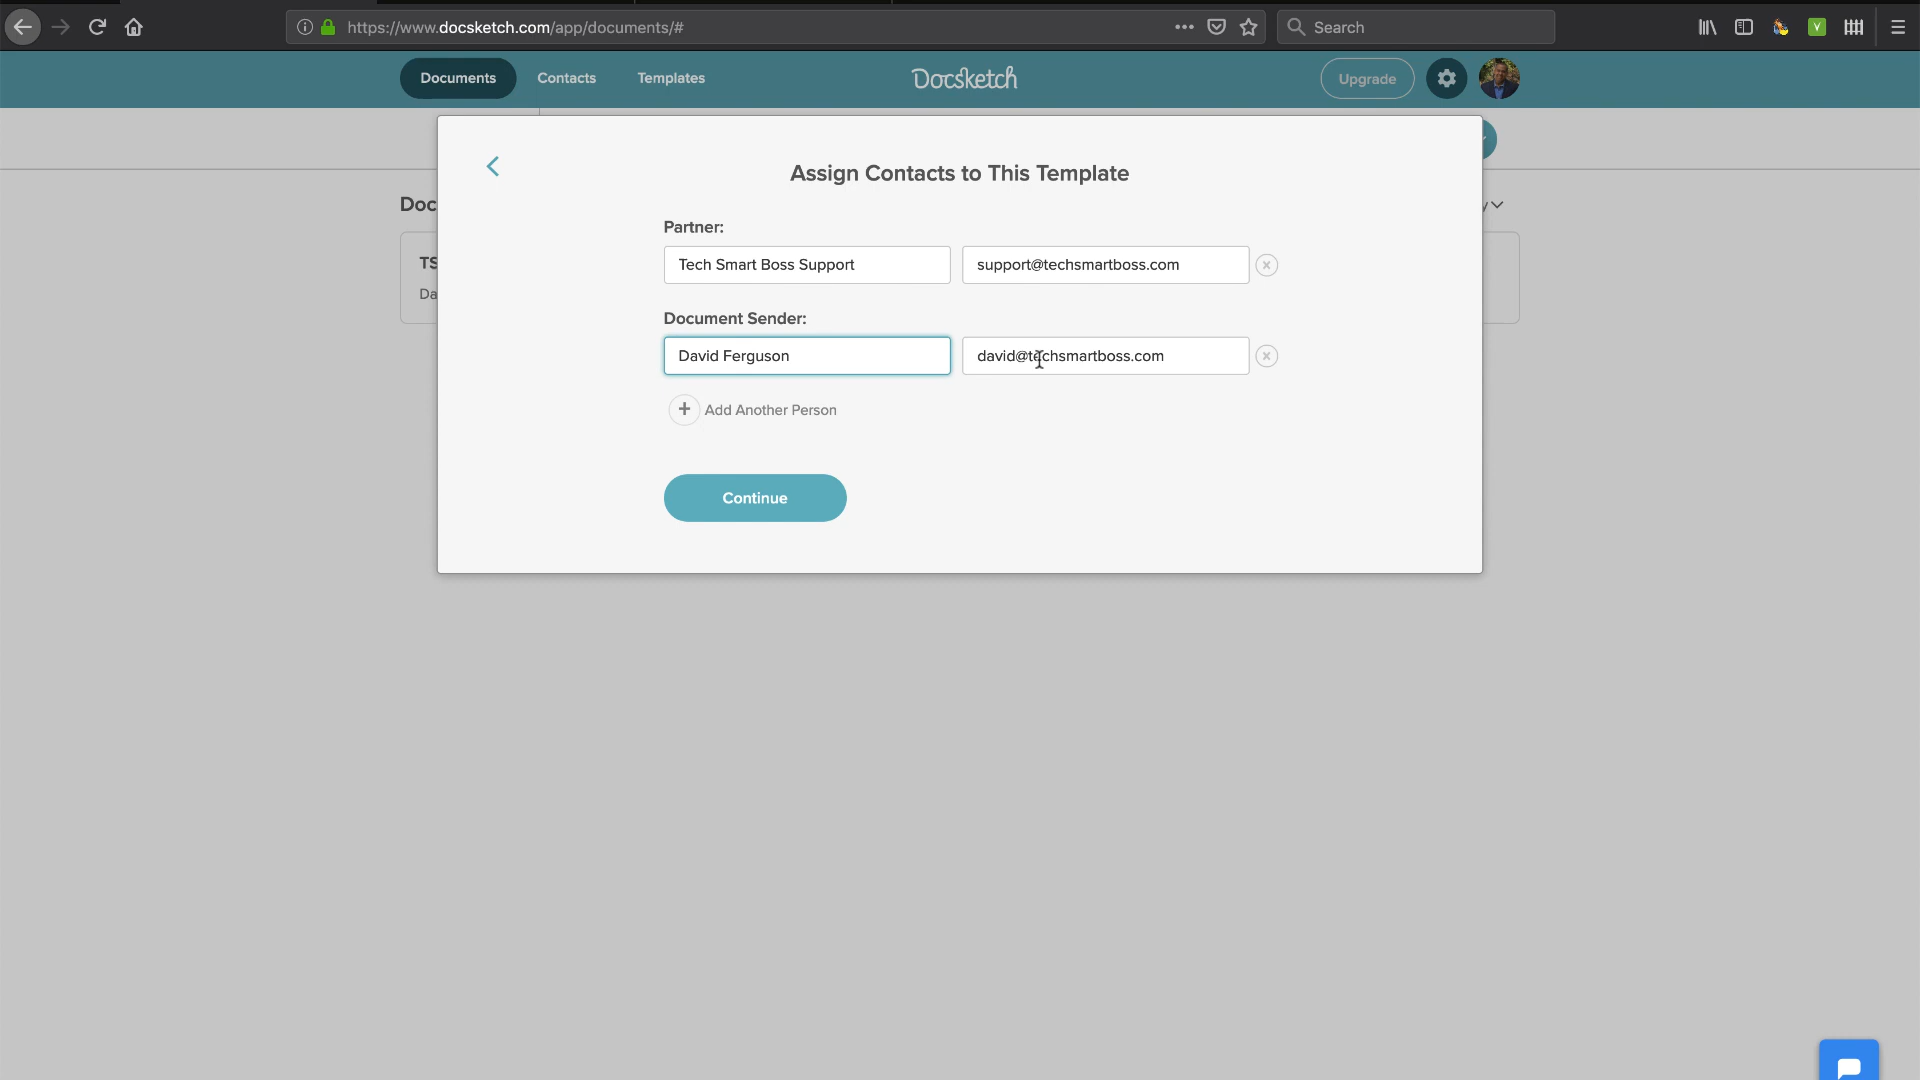 https://www.docsketch.com/app/documents/#
Search
Documents
Contacts
Templates
Docsketch
Upgrade
Assign Contacts to This Template
Doc
Partner:
Tech Smart Boss Support
support@techsmartboss.com
TS
Da
Document Sender:
David Ferguson
david@techsmartboss.com
+ Add Another Person
Continue